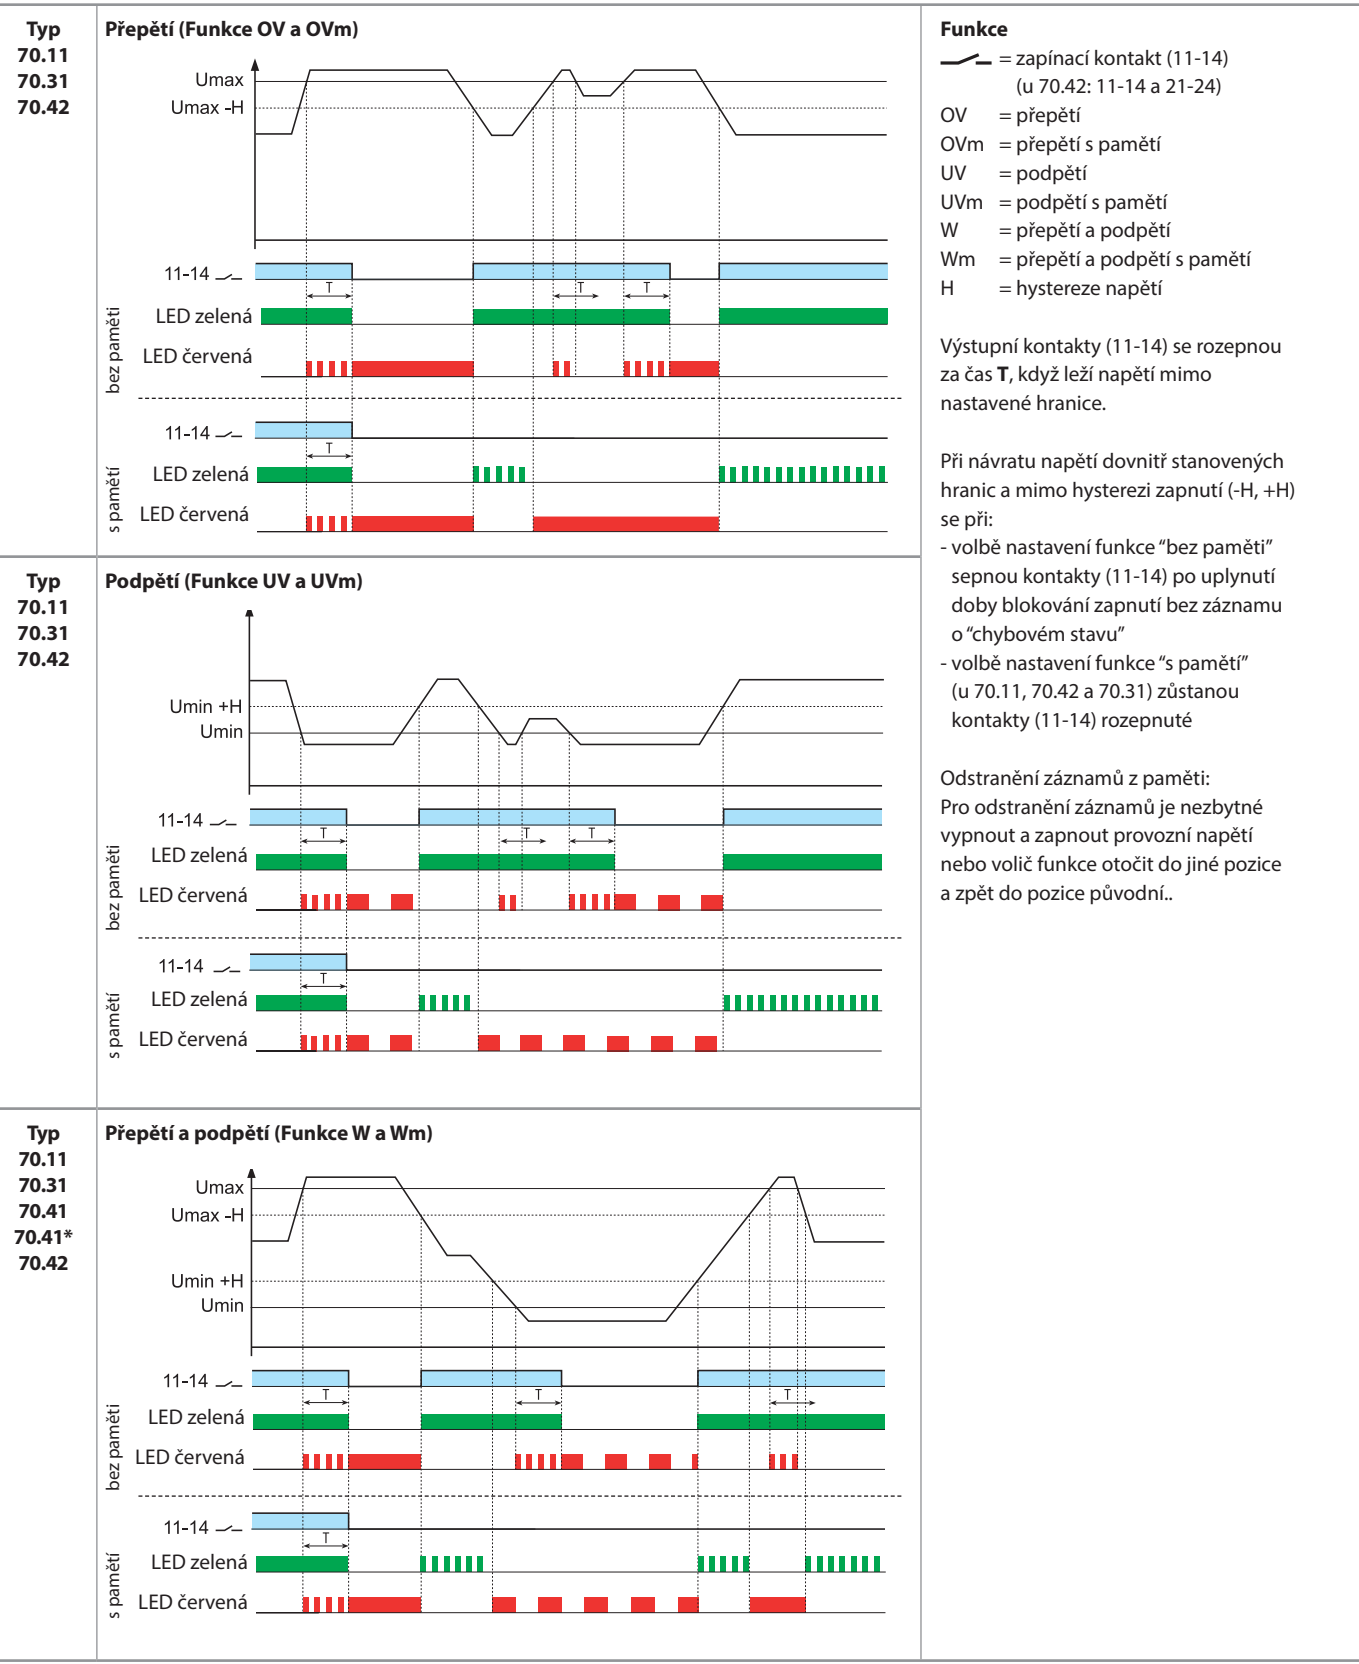 Typ
70.11
70.31
70.42
Přepětí (Funkce OV a OVm)
Umax
Umax -H
11-14
T
T
T
LED zelená
LED červená
bez paměti
11-14
T
LED zelená
LED červená
s pamětí
Typ
70.11
70.31
70.42
Podpětí (Funkce UV a UVm)
Umin +H
Umin
11-14
T
T
T
LED zelená
LED červená
bez paměti
11-14
T
LED zelená
LED červená
s pamětí
Typ
70.11
70.31
70.41
70.41*
70.42
Přepětí a podpětí (Funkce W a Wm)
Umax
Umax -H
Umin +H
Umin
11-14
T
T
T
LED zelená
LED červená
bez paměti
11-14
T
LED zelená
LED červená
s pamětí
Funkce
= zapínací kontakt (11-14)
(u 70.42: 11-14 a 21-24)
OV = přepětí
OVm = přepětí s pamětí
UV = podpětí
UVm = podpětí s pamětí
W = přepětí a podpětí
Wm = přepětí a podpětí s pamětí
H = hystereze napětí
Výstupní kontakty (11-14) se rozepnou
za čas T, když leží napětí mimo
nastavené hranice.
Při návratu napětí dovnitř stanovených
hranic a mimo hysterezi zapnutí (-H, +H)
se při:
- volbě nastavení funkce “bez paměti”
sepnou kontakty (11-14) po uplynutí
doby blokování zapnutí bez záznamu
o “chybovém stavu”
- volbě nastavení funkce “s pamětí”
(u 70.11, 70.42 a 70.31) zůstanou
kontakty (11-14) rozepnuté
Odstranění záznamů z paměti:
Pro odstranění záznamů je nezbytné
vypnout a zapnout provozní napětí
nebo volič funkce otočit do jiné pozice
a zpět do pozice původní..